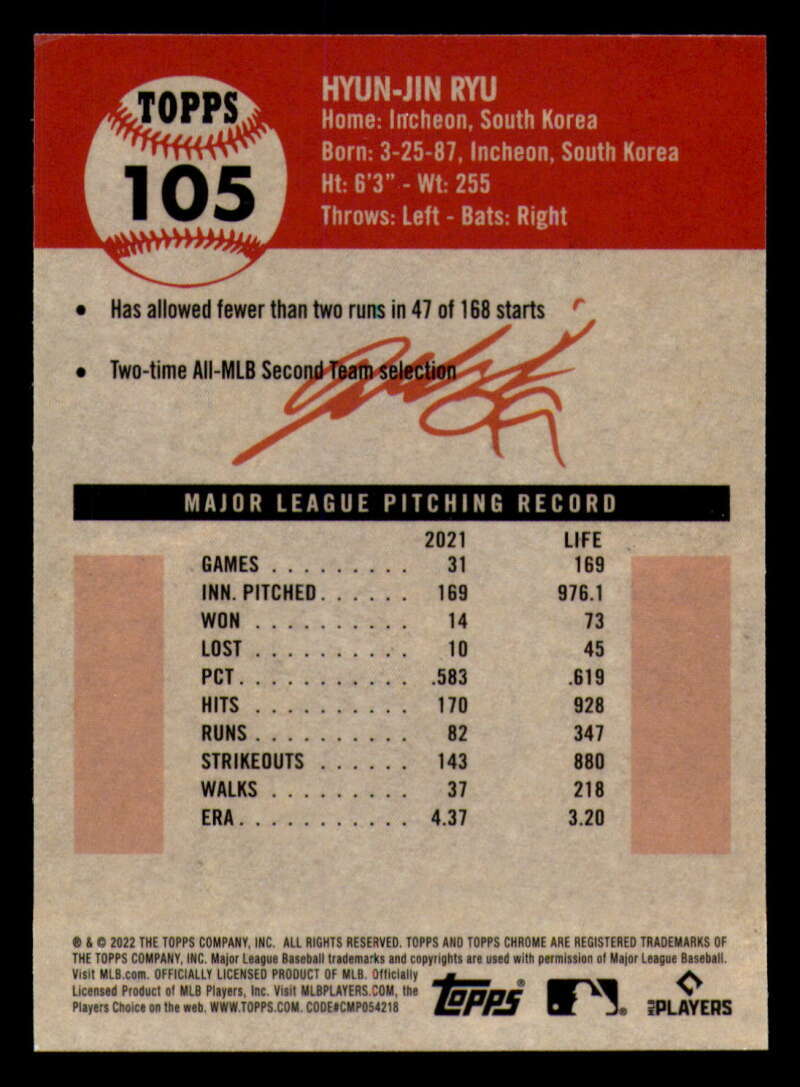 TOPPS
105
HYUN-JIN RYU
Home: Incheon, South Korea
Born: 3-25-87, Incheon, South Korea
Ht: 6'3" - Wt: 255
Throws: Left - Bats: Right
• Has allowed fewer than two runs in 47 of 168 starts
• Two-time All-MLB Second Team selection
MAJOR LEAGUE PITCHING RECORD
2021 LIFE
GAMES . . . . . . . . . 31 169
INN. PITCHED. . . . . . 169 976.1
WON . . . . . . . . . . 14 73
LOST . . . . . . . . . . 10 45
PCT. . . . . . . . . . . .583 .619
HITS . . . . . . . . . . 170 928
RUNS. . . . . . . . . . 82 347
STRIKEOUTS . . . . . . 143 880
WALKS . . . . . . . . . 37 218
ERA. . . . . . . . . . . 4.37 3.20
® & © 2022 THE TOPPS COMPANY, INC. ALL RIGHTS RESERVED. TOPPS AND TOPPS CHROME ARE REGISTERED TRADEMARKS OF
THE TOPPS COMPANY, INC. Major League Baseball trademarks and copyrights are used with permission of Major League Baseball.
Visit MLB.com. OFFICIALLY LICENSED PRODUCT OF MLB. Officially
Licensed Product of MLB Players, Inc. Visit MLBPLAYERS.COM, the
Players Choice on the web. WWW.TOPPS.COM. CODE#CMP054218
Topps®
MLB PLAYERS